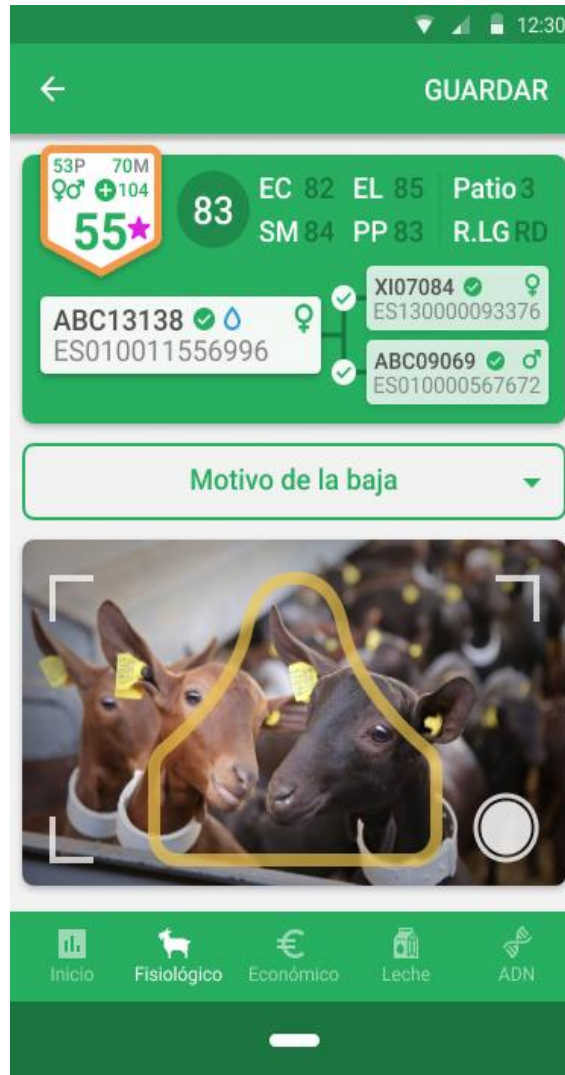 12:30
GUARDAR
53P 70M
104
55
83
EC 82 EL 85 Patio 3
SM 84 PP 83 R.LG RD
ABC13138
ES010011556996
XI07084
ES130000093376
ABC09069
ES010000567672
Motivo de la baja
Inicio Fisiológico Económico Leche ADN